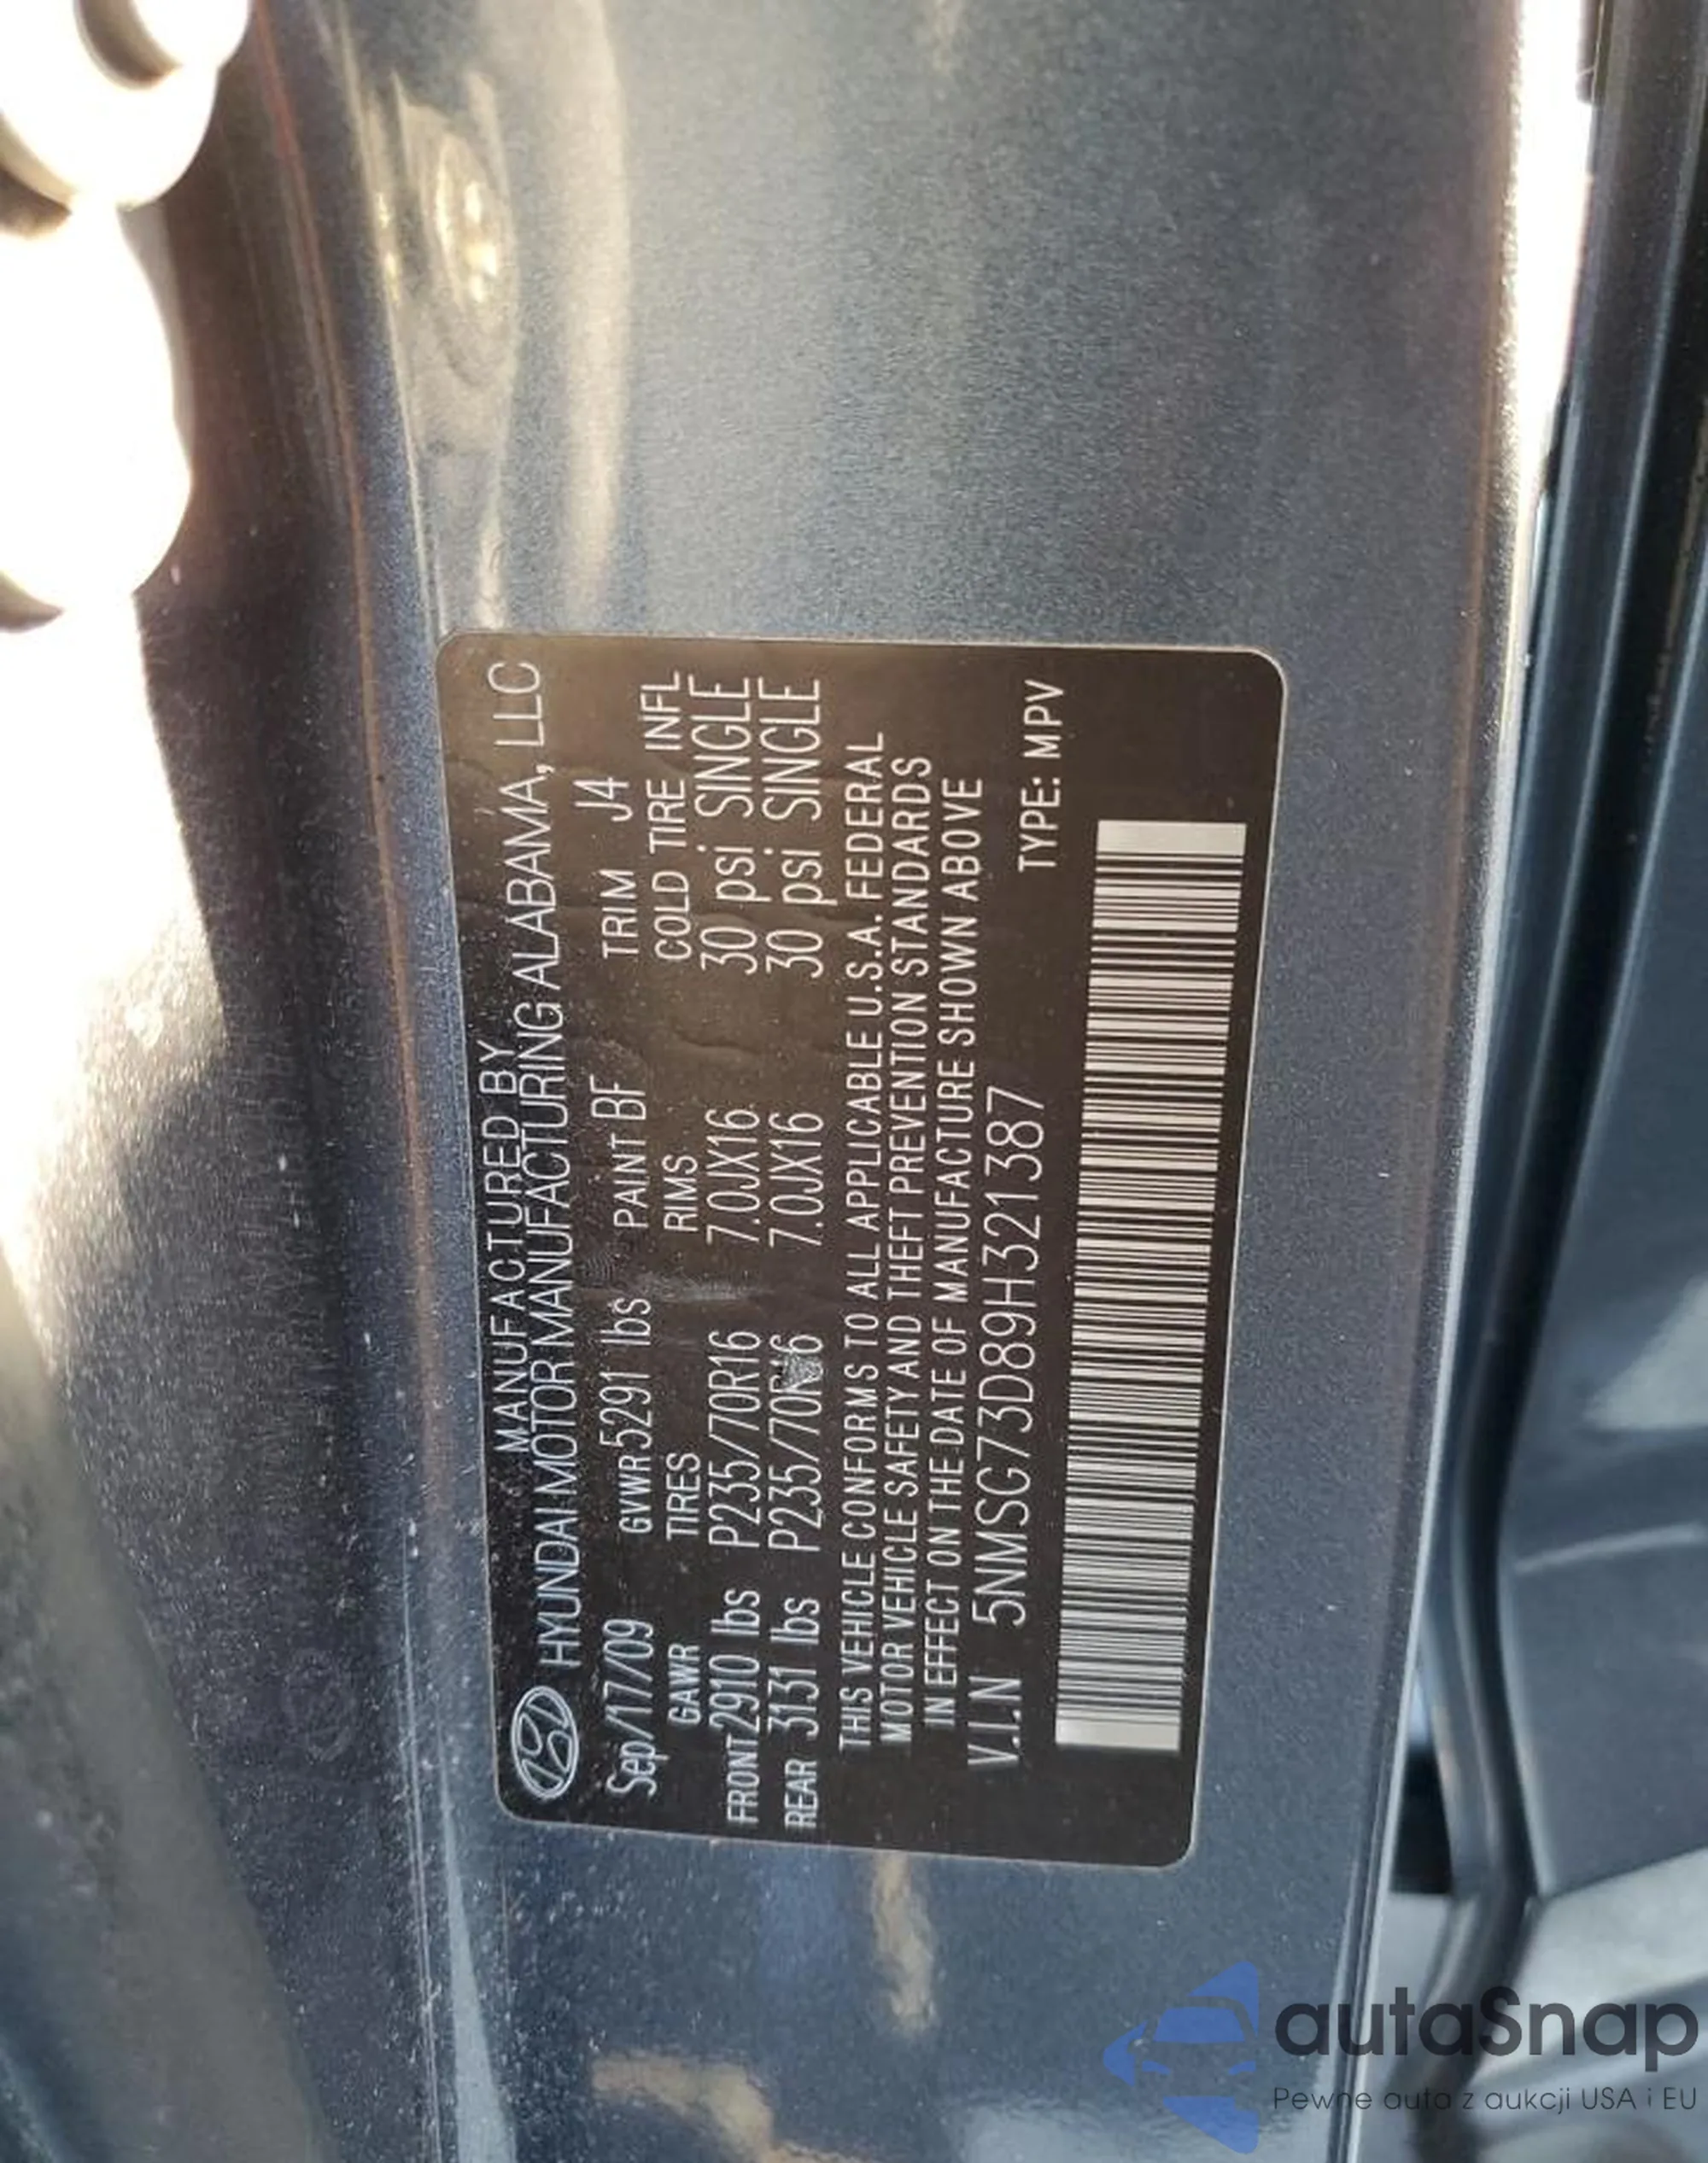 MANUFACTURED BY
HYUNDAI MOTOR MANUFACTURING ALABAMA, LLC
Sep/17/09 GVWR 5291 lbs PAINT BF TRIM J4
GAWR TIRES RIMS COLD TIRE INFL
FRONT 2910 lbs P235/70R16 7.0JX16 30 psi SINGLE
REAR 3131 lbs P235/70R16 7.0JX16 30 psi SINGLE
THIS VEHICLE CONFORMS TO ALL APPLICABLE U.S.A. FEDERAL
MOTOR VEHICLE SAFETY AND THEFT PREVENTION STANDARDS
IN EFFECT ON THE DATE OF MANUFACTURE SHOWN ABOVE
V.I.N 5NMSG73D89H321387 TYPE: MPV
autaSnap
Pewne auta z aukcji USA i EU